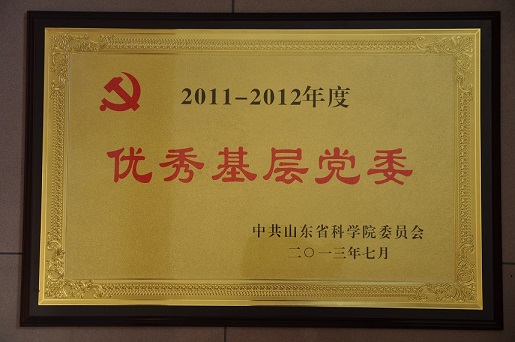 2011-2012年度
优秀基层党委
中共山东省科学院委员会
二〇一三年七月